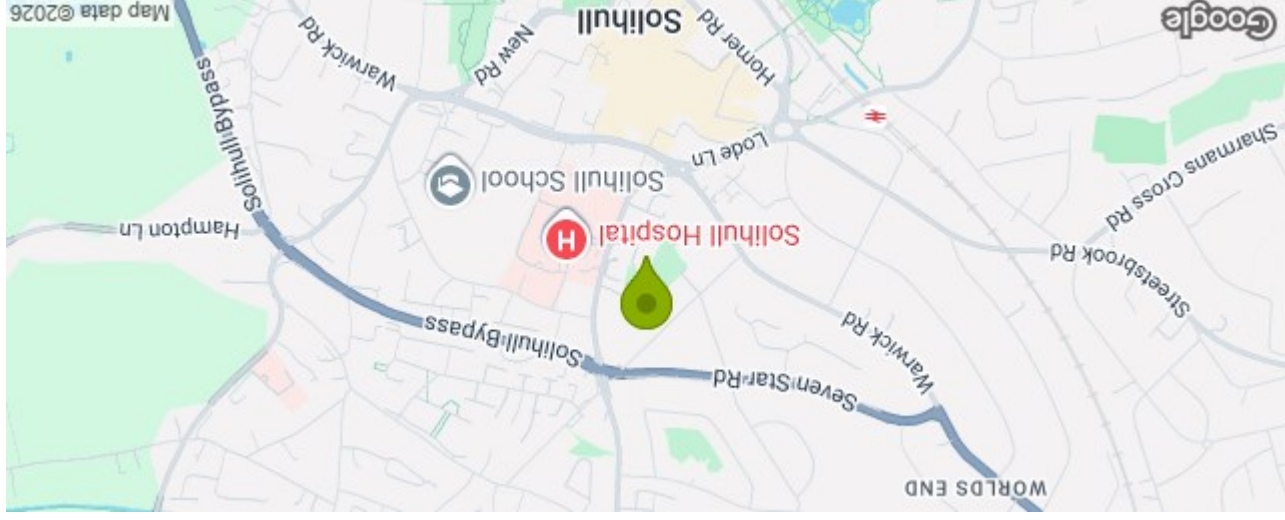 WORLDS END
Warwick Rd
Seven Star Rd
Streetsbrook Rd
Solihull Bypass
Sharmans Cross Rd
Solihull Hospital
H
Hampton Ln
Solihull School
Lode Ln
Solihull Bypass
Warwick Rd
New Rd
Homer Rd
Solihull
Google
Map data ©2026